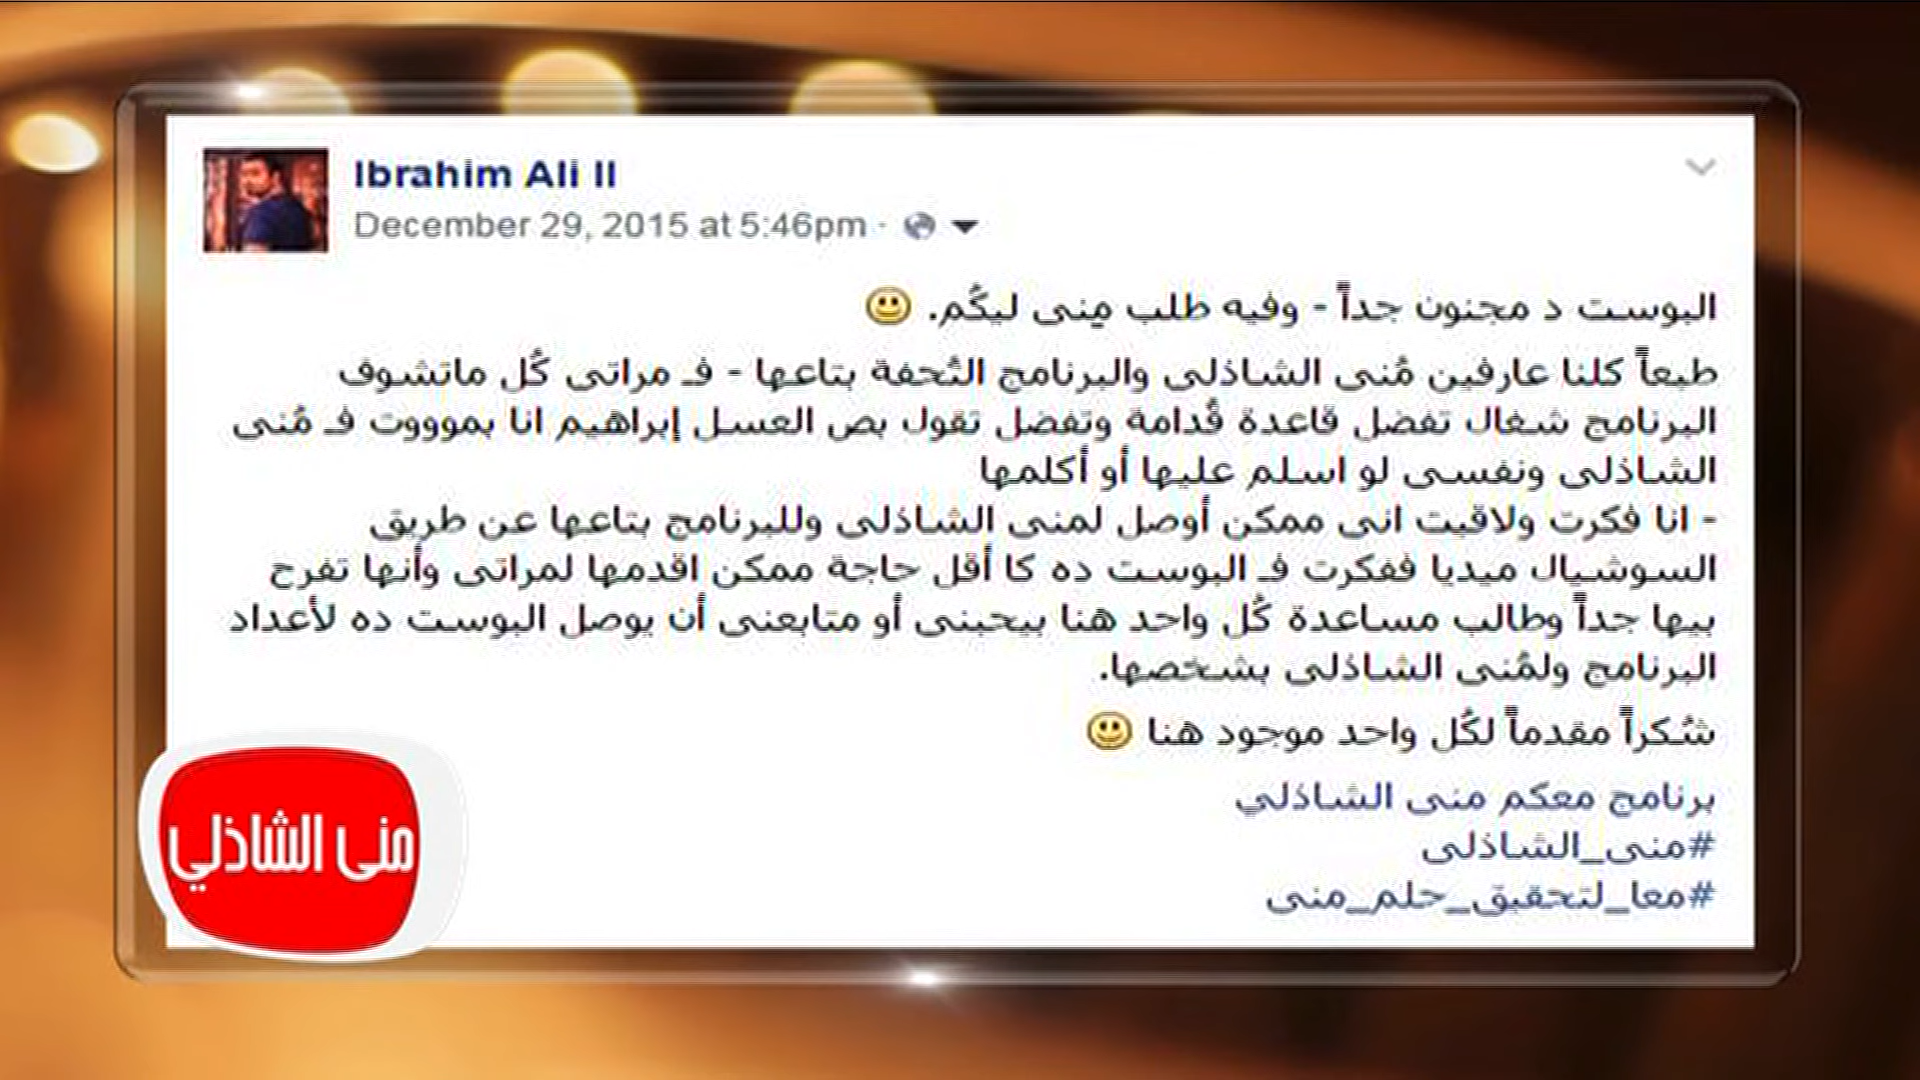 Ibrahim Ali II
December 29, 2015 at 5:46pm ·
البوست د مجنون جداً - وفيه طلب مِنى ليكُم.
طبعاً كلنا عارفين مُنى الشاذلى والبرنامج التُحفة بتاعها - فـ مراتى كُل ماتشوف
البرنامج شغال تفضل قاعدة قُدامة وتفضل تقول بص العسل إبراهيم انا بموووت فـ مُنى
الشاذلى ونفسى لو اسلم عليها أو أكلمها
- انا فكرت ولاقيت انى ممكن أوصل لمنى الشاذلى وللبرنامج بتاعها عن طريق
السوشيال ميديا ففكرت فـ البوست ده كا أقل حاجة ممكن اقدمها لمراتى وأنها تفرح
بيها جداً وطالب مساعدة كُل واحد هنا بيحبنى أو متابعنى أن يوصل البوست ده لأعداد
البرنامج ولمُنى الشاذلى بشخصها.
شُكراً مقدماً لكُل واحد موجود هنا
برنامج معكم منى الشاذلي
#منى_الشاذلى
#معا_لتحقيق_حلم_منى
منى الشاذلي